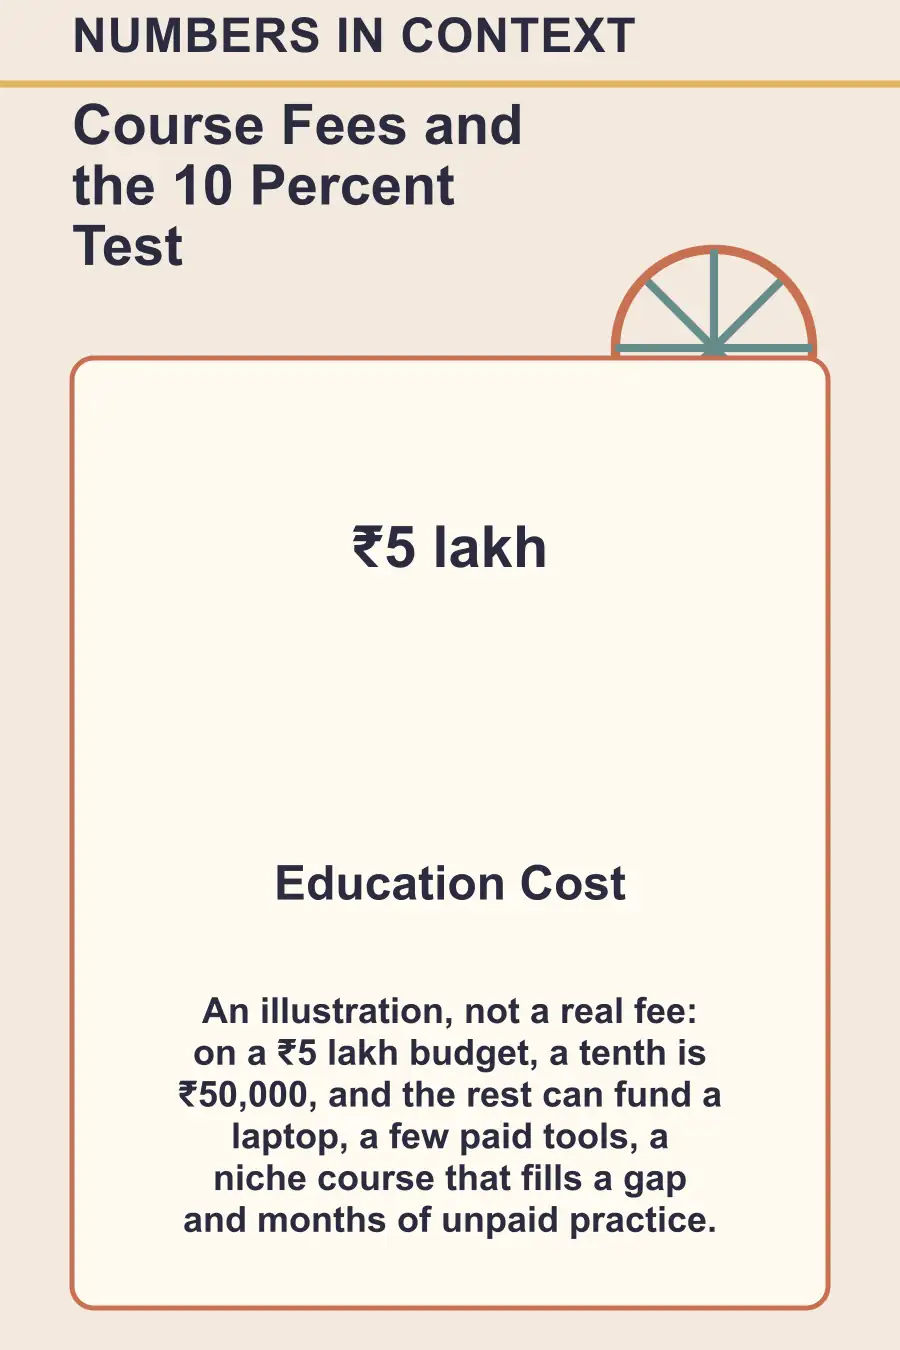 NUMBERS IN CONTEXT
Course Fees and
the 10 Percent
Test
₹5 lakh
Education Cost
An illustration, not a real fee:
on a ₹5 lakh budget, a tenth is
₹50,000, and the rest can fund a
laptop, a few paid tools, a
niche course that fills a gap
and months of unpaid practice.